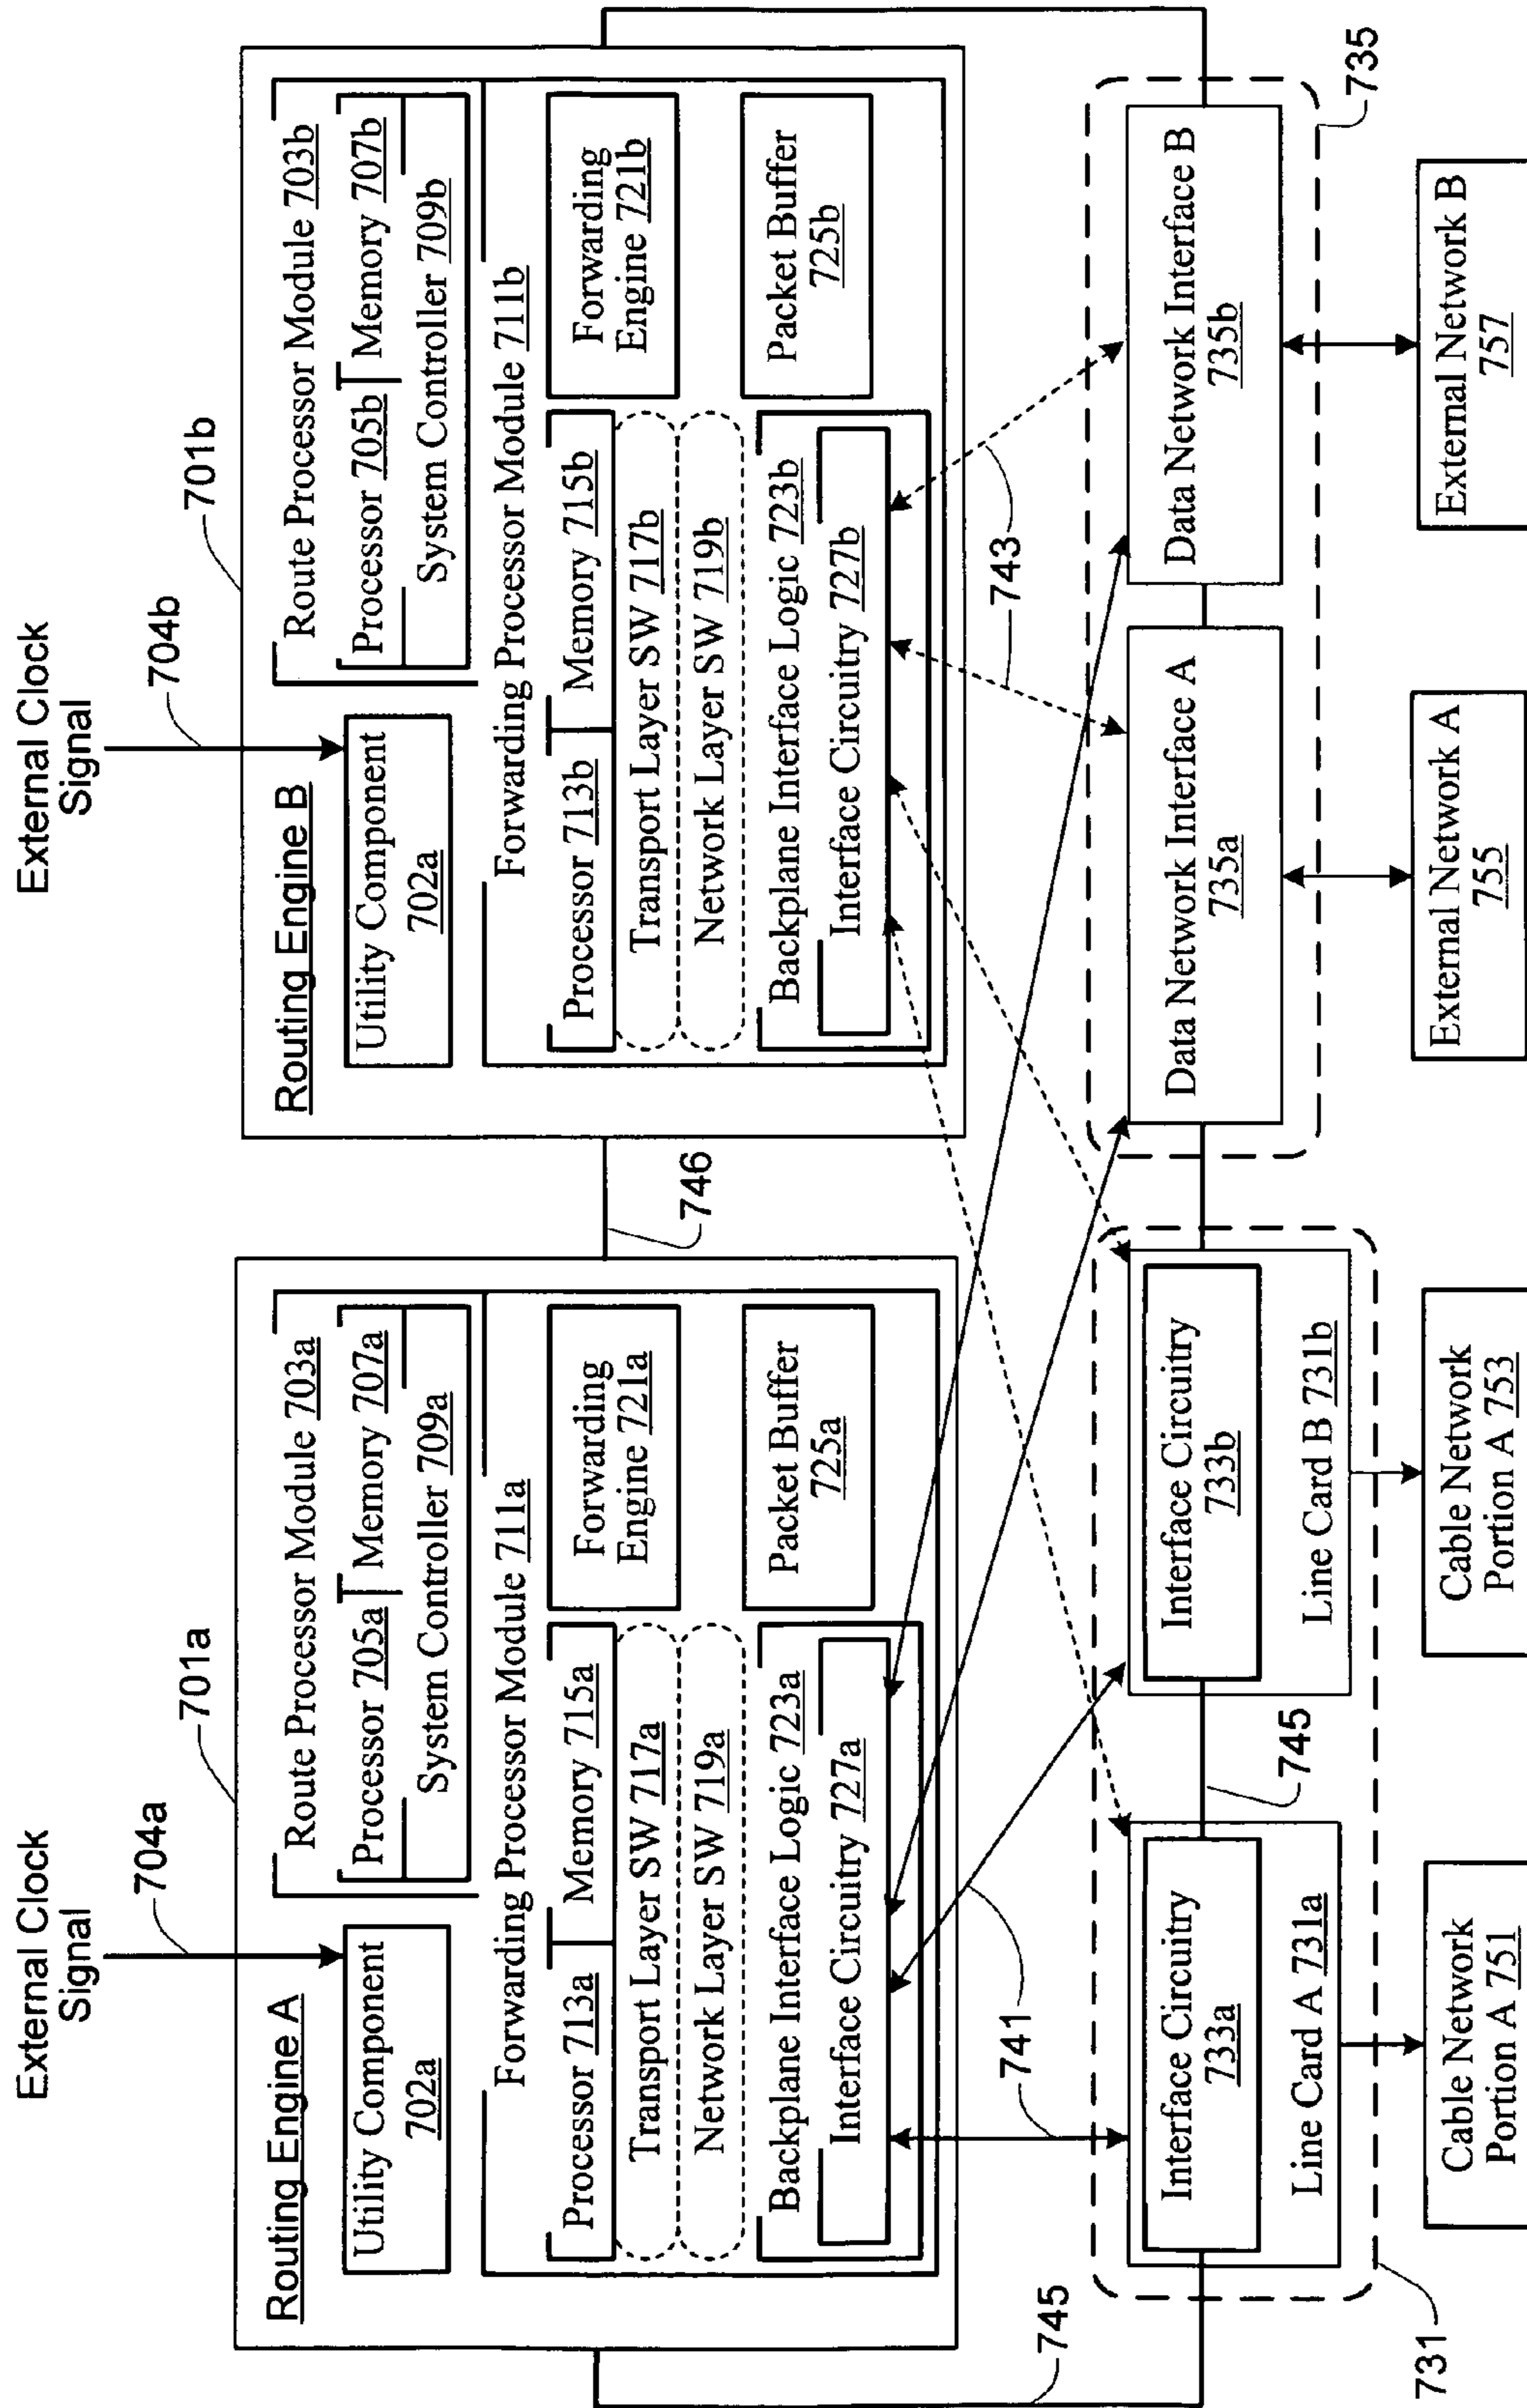 External Clock
Signal
704a
701a
Routing Engine A
Utility Component
702a
Route Processor Module 703a
Processor 705a
Memory 707a
System Controller 709a
Forwarding Processor Module 711a
Processor 713a
Memory 715a
Transport Layer SW 717a
Network Layer SW 719a
Forwarding
Engine 721a
Backplane Interface Logic 723a
Interface Circuitry 727a
Packet Buffer
725a
746
External Clock
Signal
704b
701b
Routing Engine B
Utility Component
702a
Route Processor Module 703b
Processor 705b
Memory 707b
System Controller 709b
Forwarding Processor Module 711b
Processor 713b
Memory 715b
Transport Layer SW 717b
Network Layer SW 719b
Forwarding
Engine 721b
Backplane Interface Logic 723b
Interface Circuitry 727b
Packet Buffer
725b
741
743
745
731
Interface Circuitry
733a
Line Card A 731a
745
Interface Circuitry
733b
Line Card B 731b
Data Network Interface A
735a
Data Network Interface B
735b
735
Cable Network
Portion A 751
Cable Network
Portion A 753
External Network A
755
External Network B
757